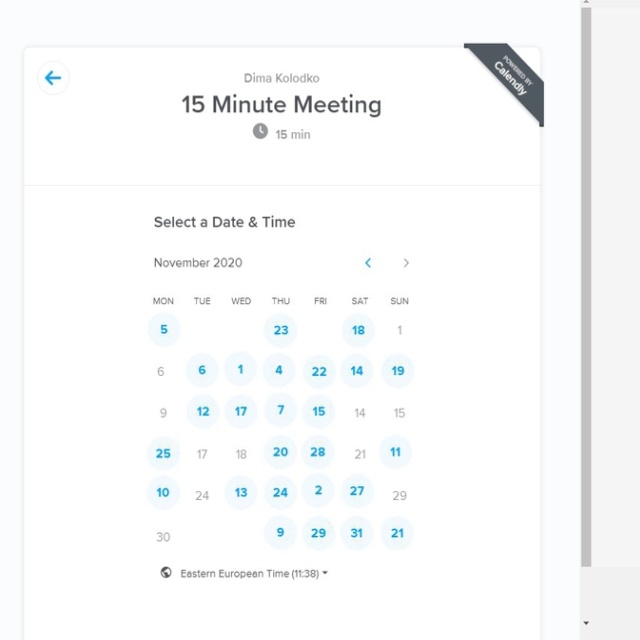 Dima Kolodko
POWERED BY
Calendly
15 Minute Meeting
15 min
Select a Date & Time
November 2020
MON TUE WED THU FRI SAT SUN
5 23 18 1
6 6 1 4 22 14 19
9 12 17 7 15 14 15
25 17 18 20 28 21 11
10 24 13 24 2 27 29
30 9 29 31 21
Eastern European Time (11:38)